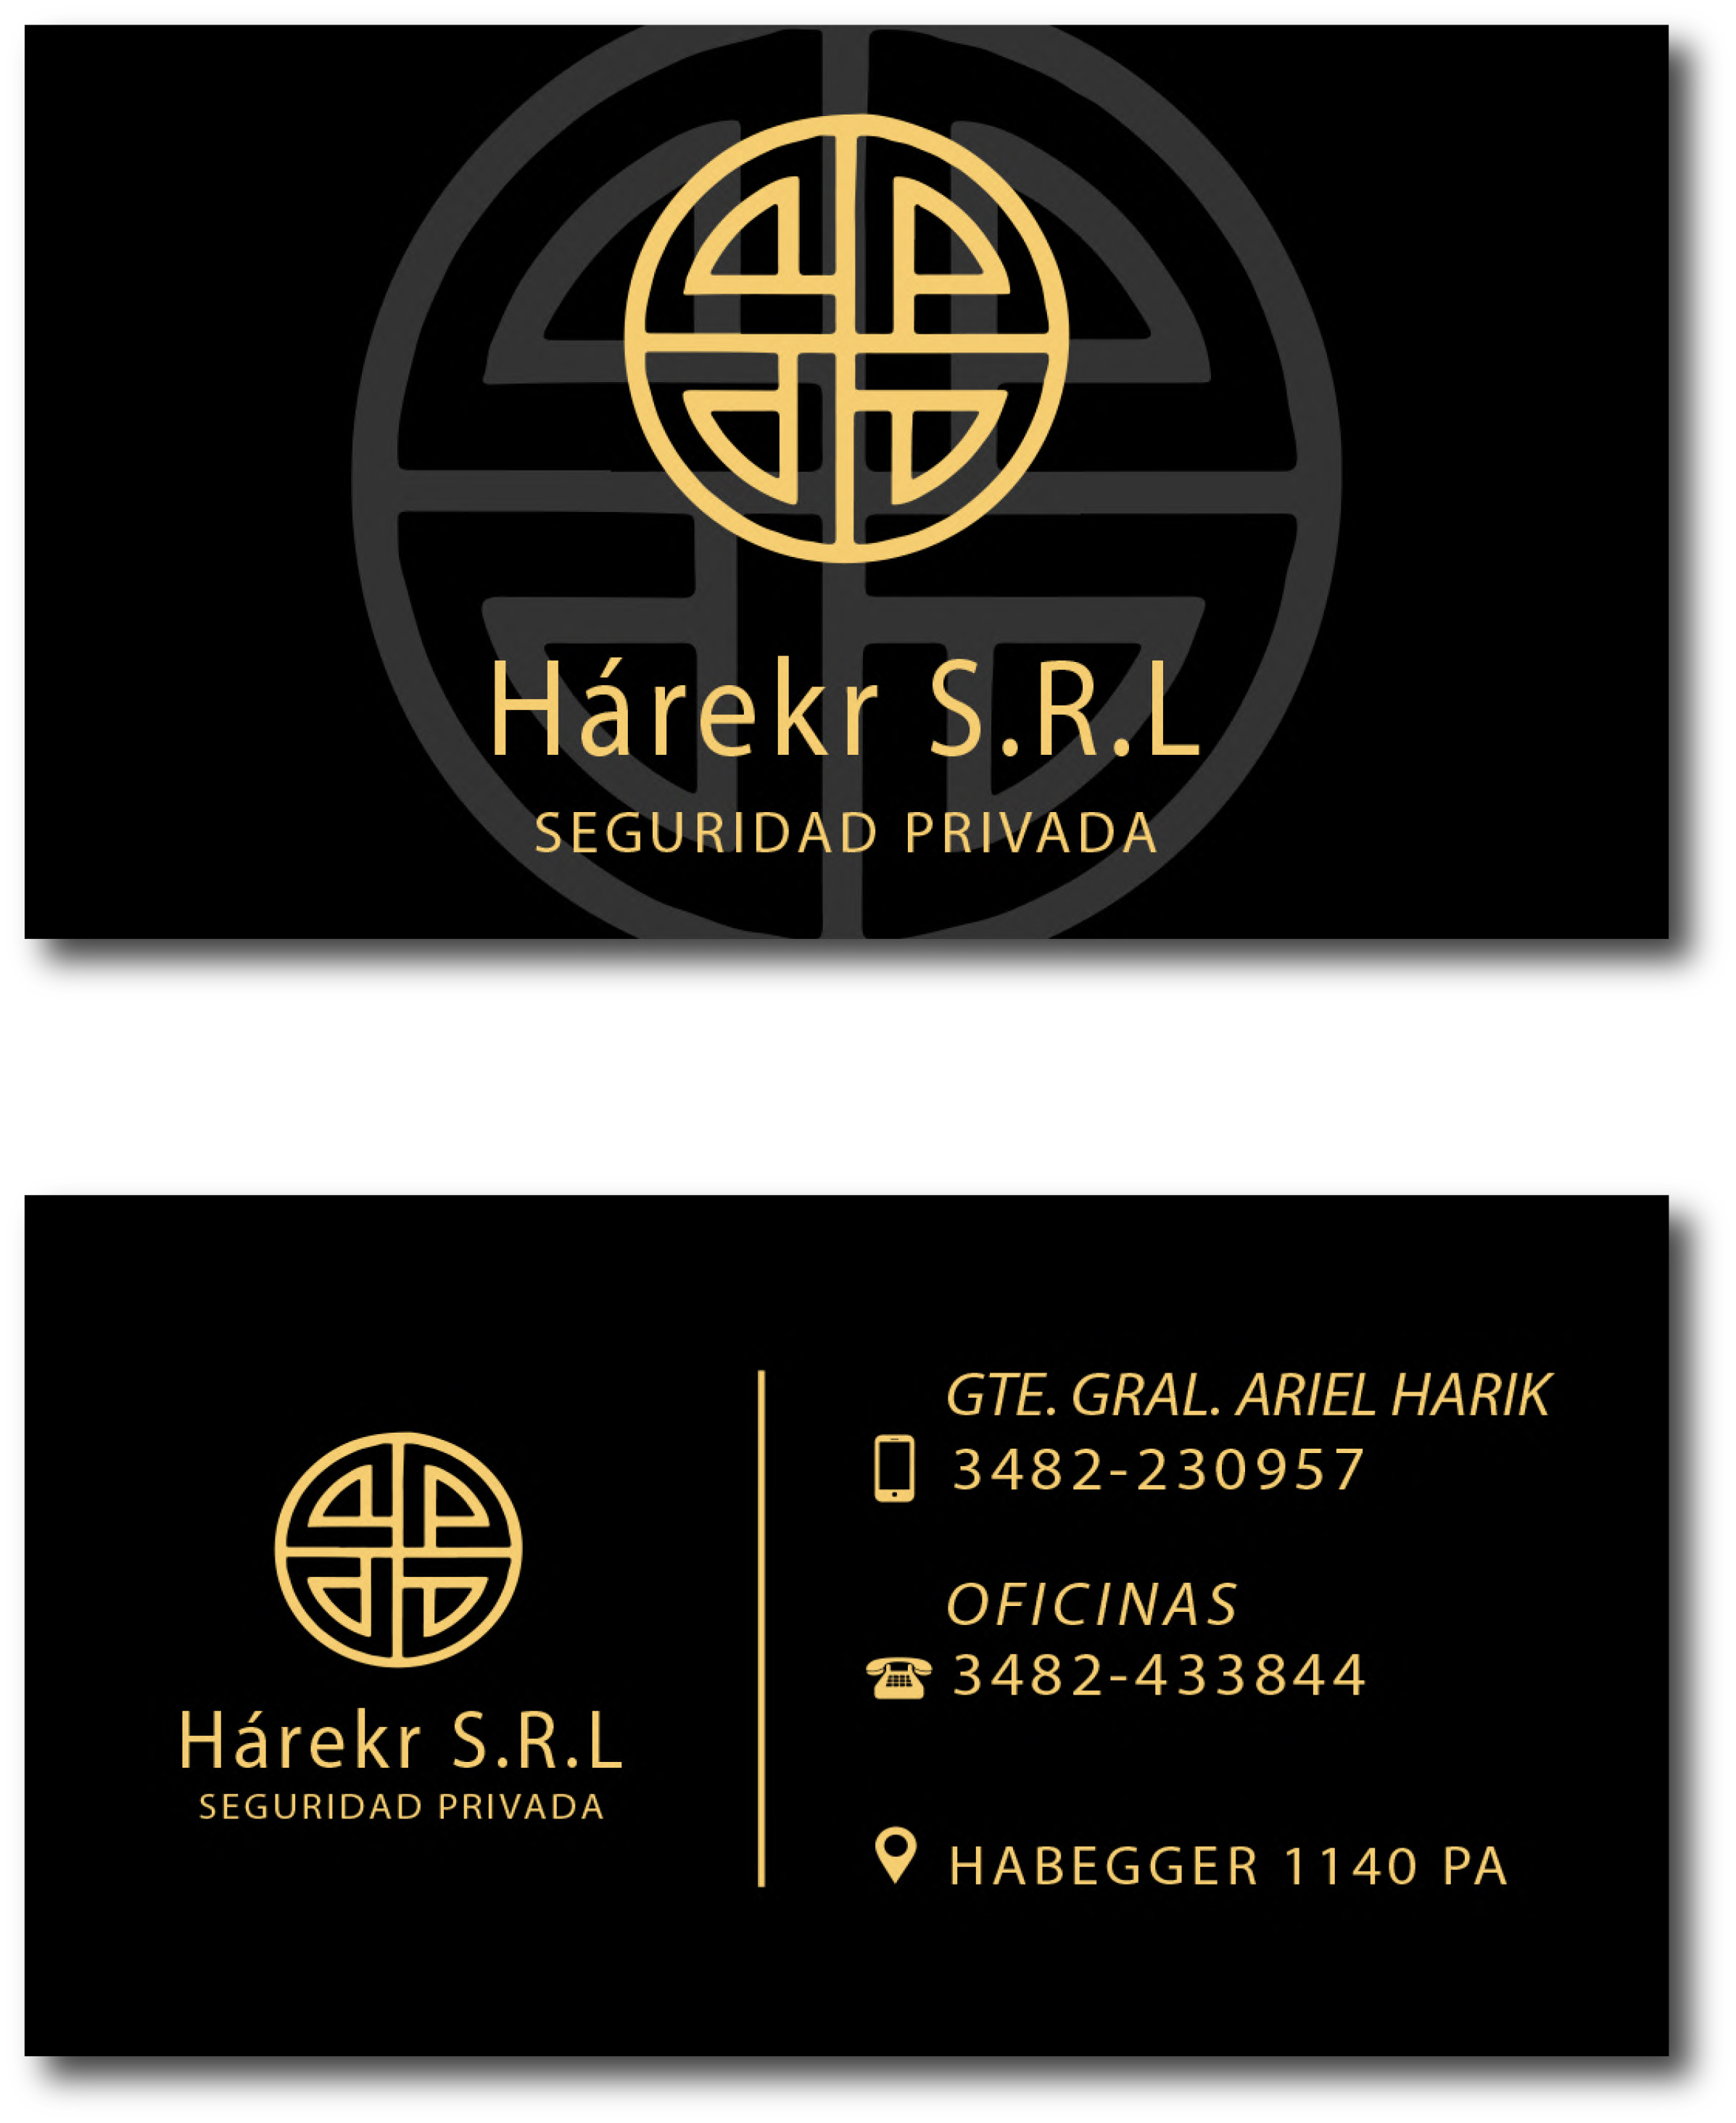 Hárekr S.R.L
SEGURIDAD PRIVADA
GTE. GRAL. ARIEL HARIK
3482-230957
OFICINAS
3482-433844
Hárekr S.R.L
SEGURIDAD PRIVADA
HABEGGER 1140 PA